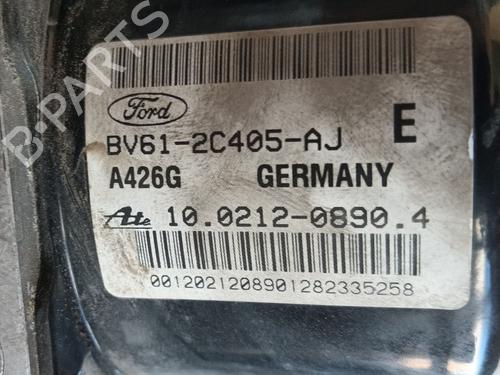 B-PARTS
Ford
BV61-2C405-AJ E
A426G GERMANY
Ate 10.0212-0890.4
00120212089012823352­58